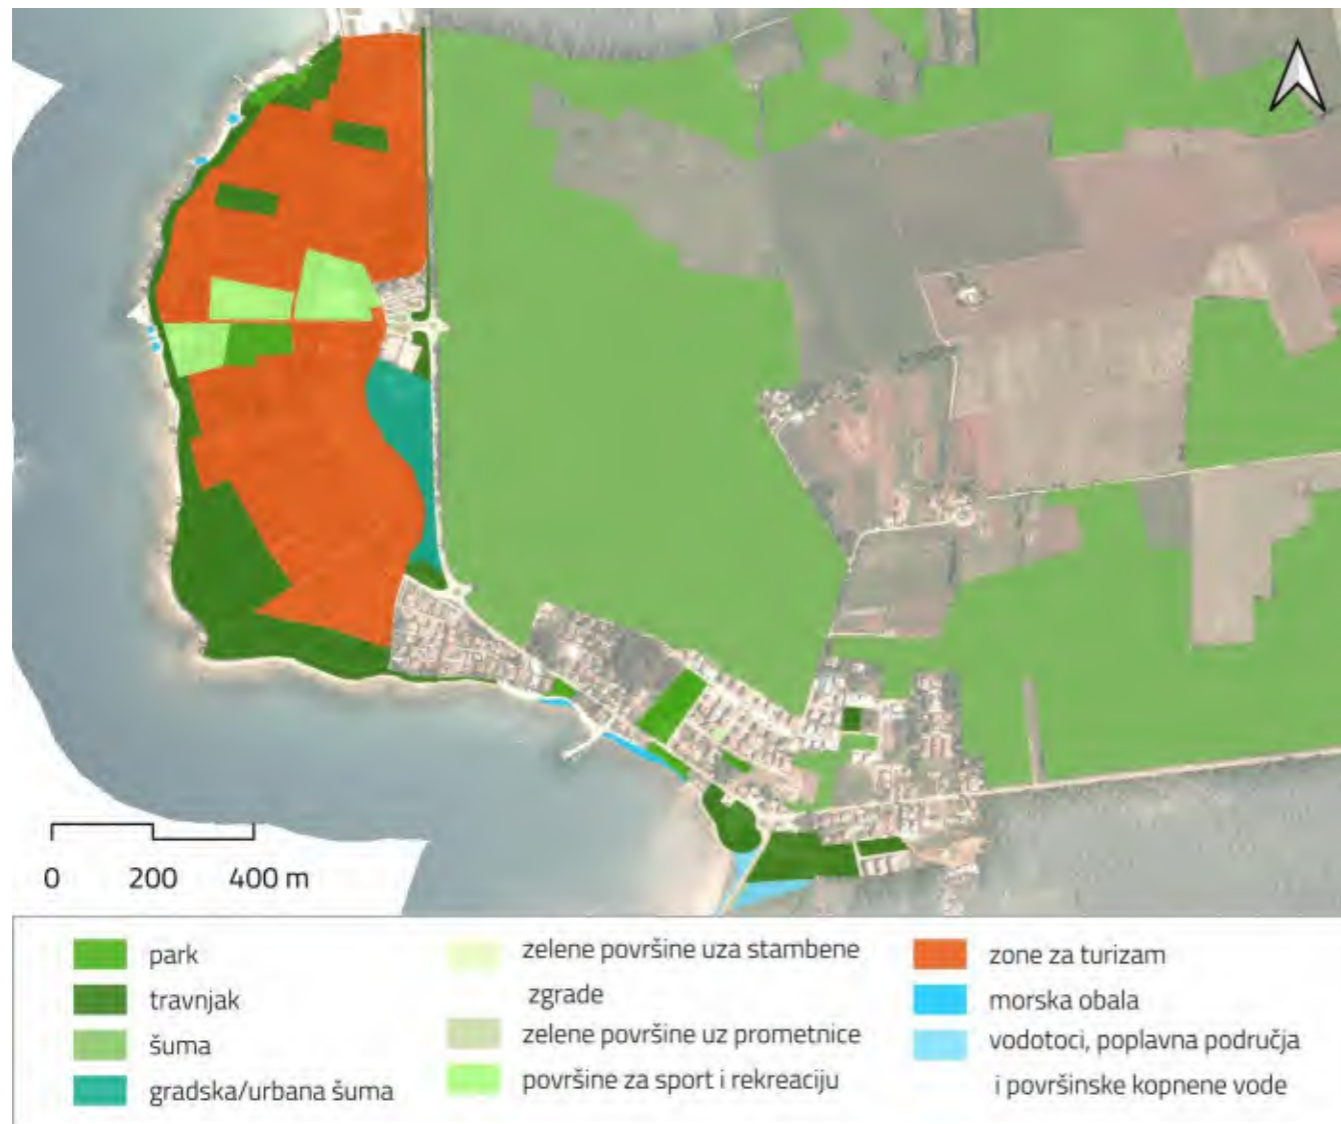 0 200 400 m
park
travnjak
šuma
gradska/urbana šuma
zelene površine uza stambene
zgrade
zelene površine uz prometnice
površine za sport i rekreaciju
zone za turizam
morska obala
vodotoci, poplavna područja
i površinske kopnene vode